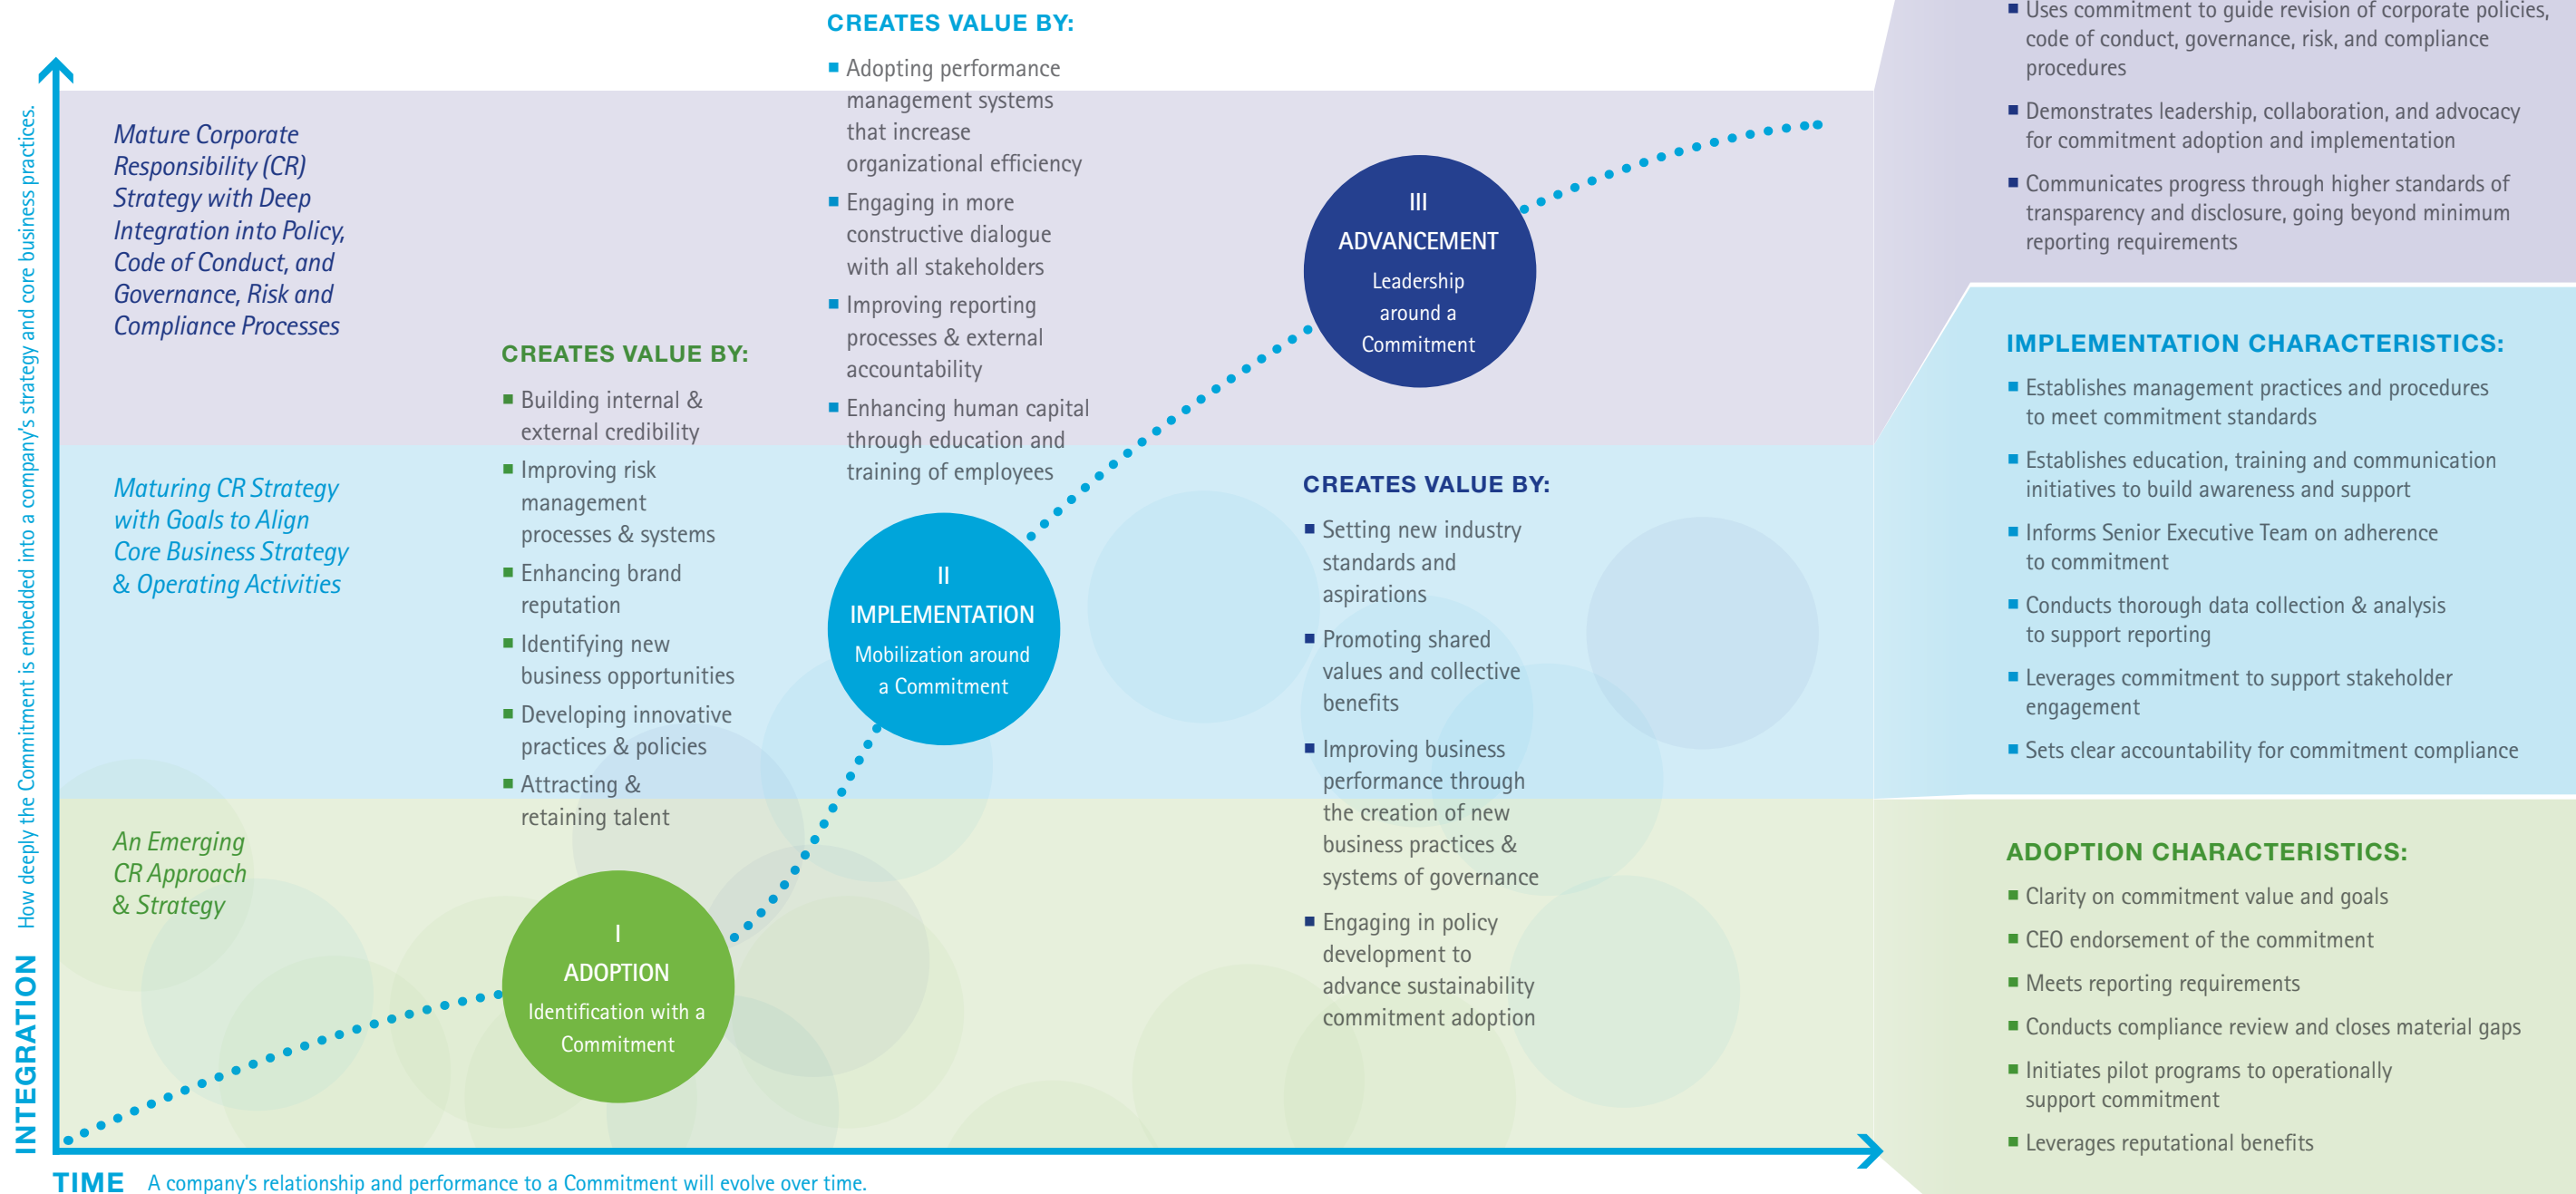 INTEGRATION How deeply the Commitment is embedded into a company's strategy and core business practices.
Mature Corporate
Responsibility (CR)
Strategy with Deep
Integration into Policy,
Code of Conduct, and
Governance, Risk and
Compliance Processes
Maturing CR Strategy
with Goals to Align
Core Business Strategy
& Operating Activities
An Emerging
CR Approach
& Strategy
CREATES VALUE BY:
Building internal &
external credibility
Improving risk
management
processes & systems
Enhancing brand
reputation
Identifying new
business opportunities
Developing innovative
practices & policies
Attracting &
retaining talent
I
ADOPTION
Identification with a
Commitment
CREATES VALUE BY:
Adopting performance
management systems
that increase
organizational efficiency
Engaging in more
constructive dialogue
with all stakeholders
Improving reporting
processes & external
accountability
Enhancing human capital
through education and
training of employees
II
IMPLEMENTATION
Mobilization around
a Commitment
III
ADVANCEMENT
Leadership
around a
Commitment
CREATES VALUE BY:
Setting new industry
standards and
aspirations
Promoting shared
values and collective
benefits
Improving business
performance through
the creation of new
business practices &
systems of governance
Engaging in policy
development to
advance sustainability
commitment adoption
TIME A company's relationship and performance to a Commitment will evolve over time.
Uses commitment to guide revision of corporate policies,
code of conduct, governance, risk, and compliance
procedures
Demonstrates leadership, collaboration, and advocacy
for commitment adoption and implementation
Communicates progress through higher standards of
transparency and disclosure, going beyond minimum
reporting requirements
IMPLEMENTATION CHARACTERISTICS:
Establishes management practices and procedures
to meet commitment standards
Establishes education, training and communication
initiatives to build awareness and support
Informs Senior Executive Team on adherence
to commitment
Conducts thorough data collection & analysis
to support reporting
Leverages commitment to support stakeholder
engagement
Sets clear accountability for commitment compliance
ADOPTION CHARACTERISTICS:
Clarity on commitment value and goals
CEO endorsement of the commitment
Meets reporting requirements
Conducts compliance review and closes material gaps
Initiates pilot programs to operationally
support commitment
Leverages reputational benefits